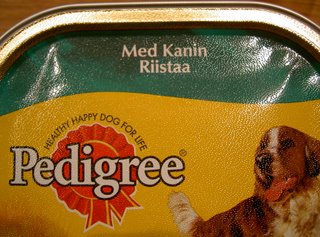 Med Kanin
Riistaa
HEALTHY HAPPY DOG FOR LIFE
Pedigree®